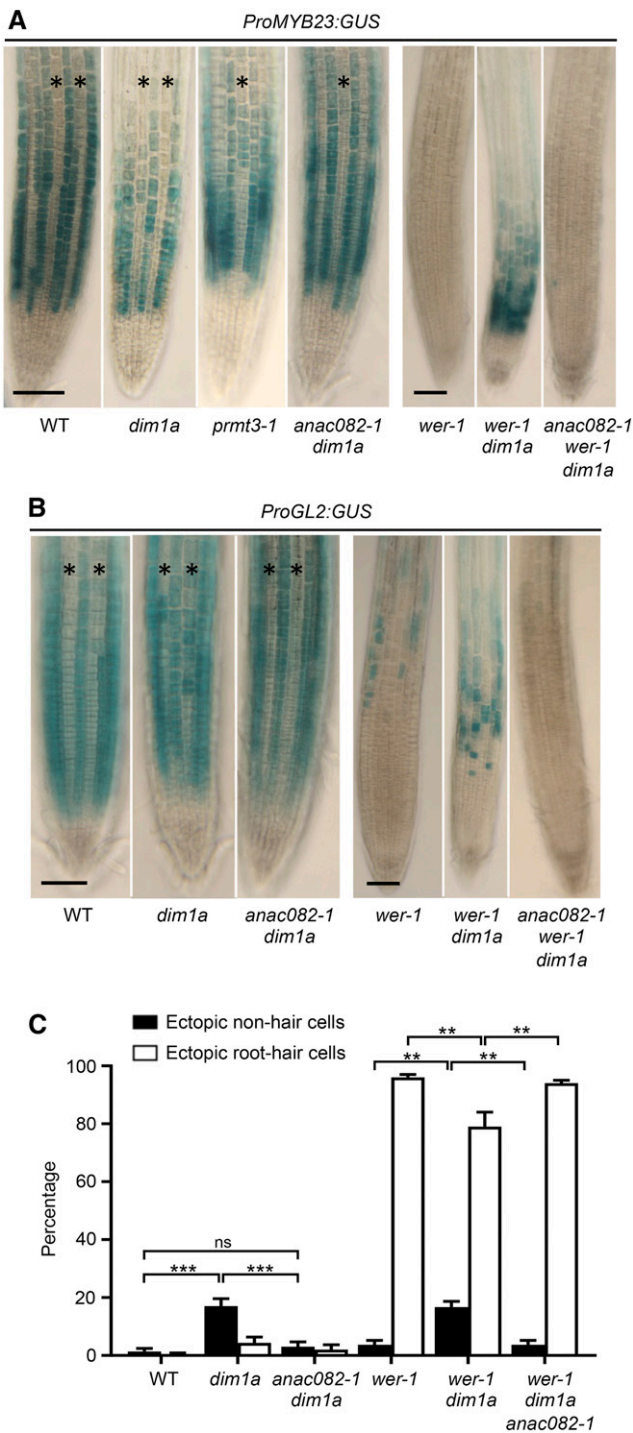 A
ProMYB23:GUS
* *
* *
*
*
WT
dim1a
prmt3-1
anac082-1
dim1a
wer-1
wer-1
dim1a
anac082-1
wer-1
dim1a
B
ProGL2:GUS
* *
* *
* *
WT
dim1a
anac082-1
dim1a
wer-1
wer-1
dim1a
anac082-1
wer-1
dim1a
C
Ectopic non-hair cells
Ectopic root-hair cells
** **
** **
ns
*** ***
Percentage
100
80
60
40
20
0
WT
dim1a
anac082-1
dim1a
wer-1
wer-1
dim1a
wer-1
dim1a
anac082-1